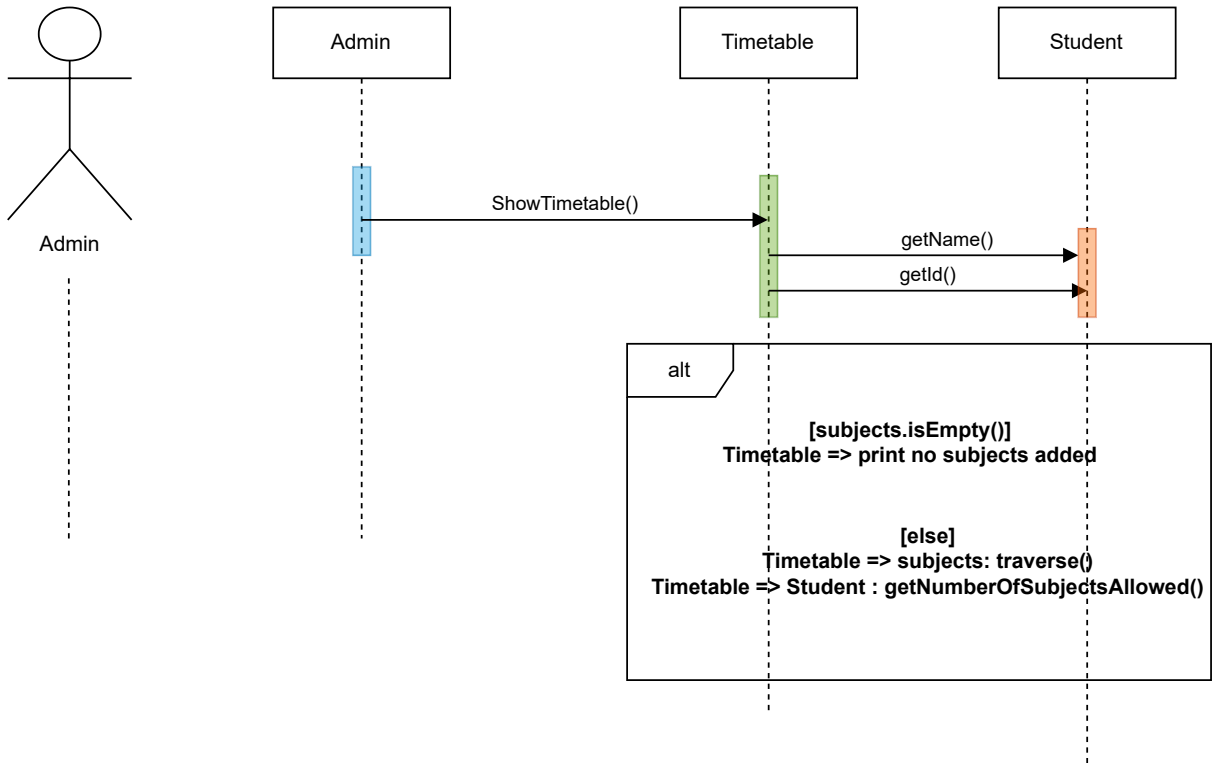 Admin
Timetable
Student
Admin
ShowTimetable()
getName()
getId()
alt
[subjects.isEmpty()]
Timetable => print no subjects added
[else]
Timetable => subjects: traverse()
Timetable => Student : getNumberOfSubjectsAllowed()